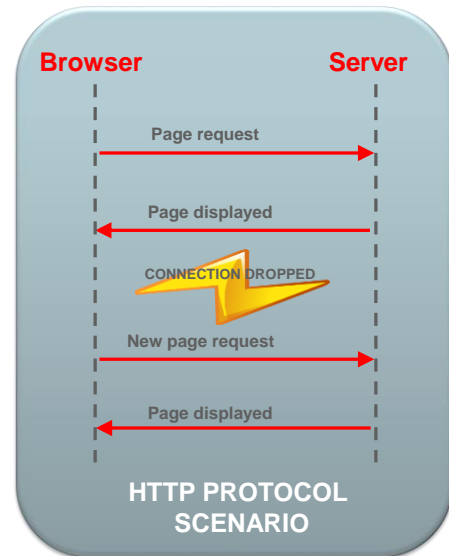 Browser
Server
Page request
Page displayed
CONNECTION DROPPED
New page request
Page displayed
HTTP PROTOCOL
SCENARIO